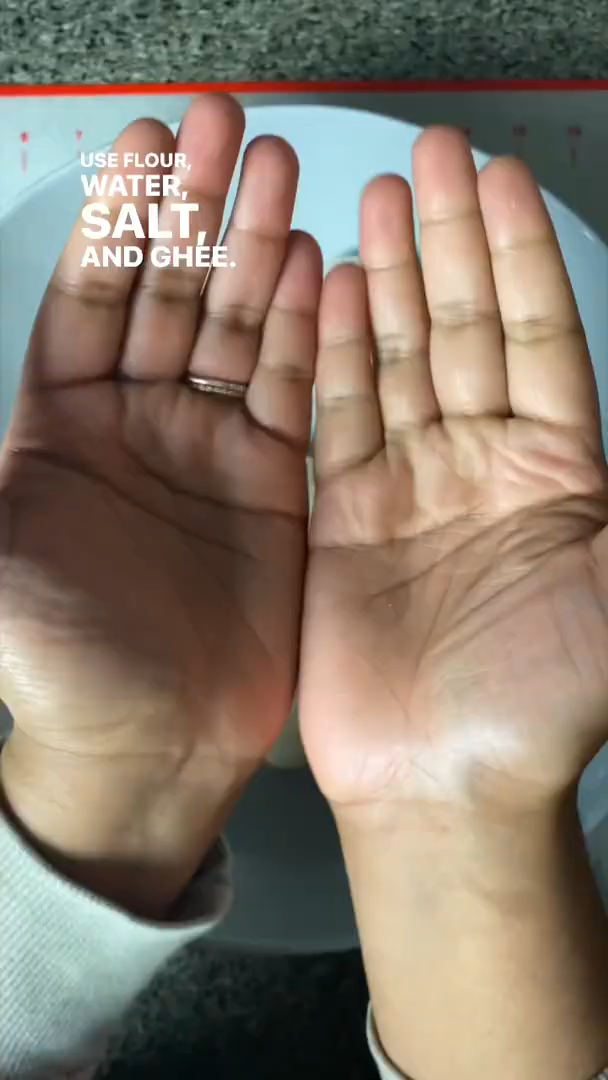 USE FLOUR,
WATER,
SALT,
AND GHEE.